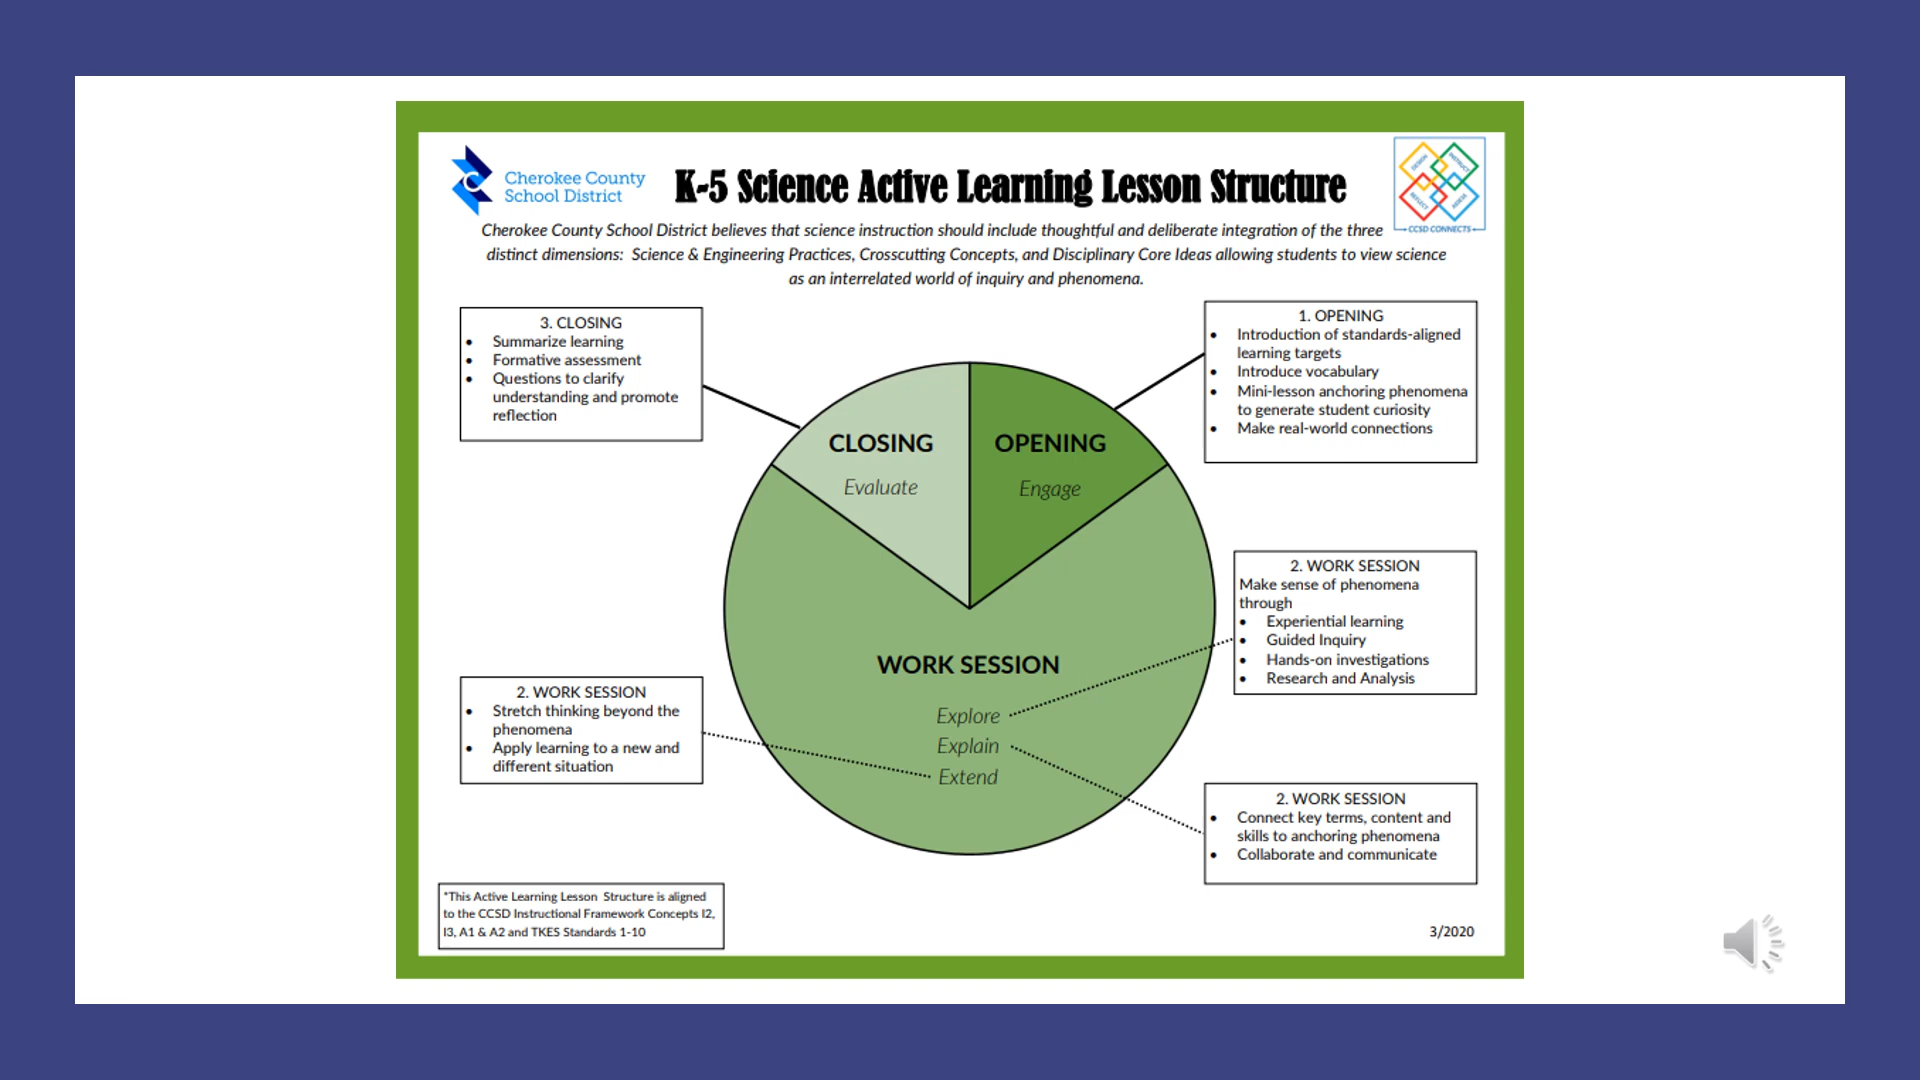 Cherokee County
School District
K-5 Science Active Learning Lesson Structure
DESIGN
INSTRUCT
REFLECT
ASSESS
CCSD CONNECTS
Cherokee County School District believes that science instruction should include thoughtful and deliberate integration of the three
distinct dimensions: Science & Engineering Practices, Crosscutting Concepts, and Disciplinary Core Ideas allowing students to view science
as an interrelated world of inquiry and phenomena.
3. CLOSING
• Summarize learning
• Formative assessment
• Questions to clarify
understanding and promote
reflection
1. OPENING
• Introduction of standards-aligned
learning targets
• Introduce vocabulary
• Mini-lesson anchoring phenomena
to generate student curiosity
• Make real-world connections
CLOSING
Evaluate
OPENING
Engage
2. WORK SESSION
Make sense of phenomena
through
• Experiential learning
• Guided Inquiry
• Hands-on investigations
• Research and Analysis
WORK SESSION
Explore
Explain
Extend
2. WORK SESSION
• Stretch thinking beyond the
phenomena
• Apply learning to a new and
different situation
2. WORK SESSION
• Connect key terms, content and
skills to anchoring phenomena
• Collaborate and communicate
*This Active Learning Lesson Structure is aligned
to the CCSD Instructional Framework Concepts I2,
I3, A1 & A2 and TKES Standards 1-10
3/2020